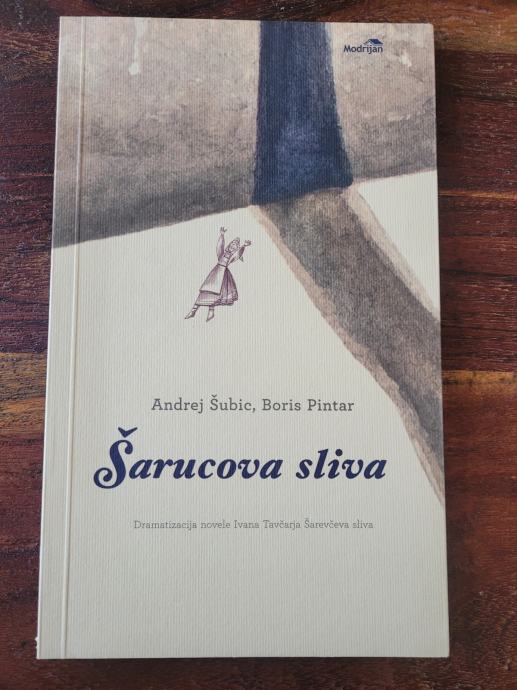 Modrijan
Andrej Šubic, Boris Pintar
Šarucova sliva
Dramatizacija novele Ivana Tavčarja Šarevčeva sliva